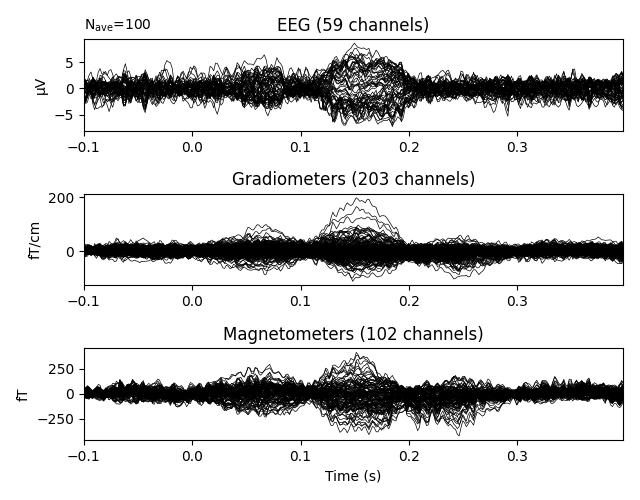 Nave=100
EEG (59 channels)
µV
5
0
−5
−0.1 0.0 0.1 0.2 0.3
Gradiometers (203 channels)
fT/cm
200
0
−0.1 0.0 0.1 0.2 0.3
Magnetometers (102 channels)
fT
250
0
−250
−0.1 0.0 0.1 0.2 0.3
Time (s)